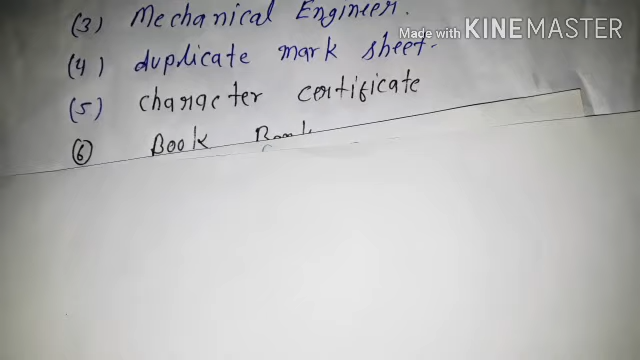 (3) Mechanical Engineer.
Made with KINEMASTER
(4) duplicate mark sheet.
(5) character certificate
(6) Book